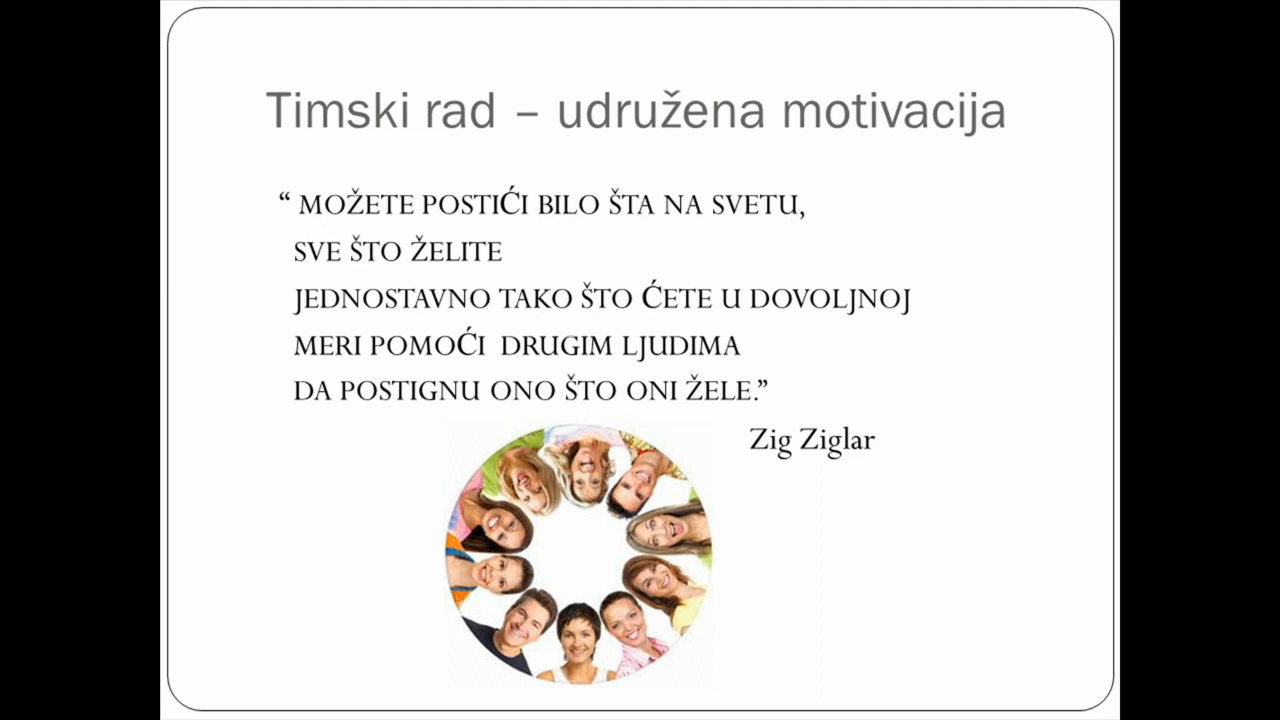 Timski rad – udružena motivacija
“ MOŽETE POSTIĆI BILO ŠTA NA SVETU,
SVE ŠTO ŽELITE
JEDNOSTAVNO TAKO ŠTO ĆETE U DOVOLJNOJ
MERI POMOĆI  DRUGIM LJUDIMA
DA POSTIGNU ONO ŠTO ONI ŽELE.”
Zig Ziglar